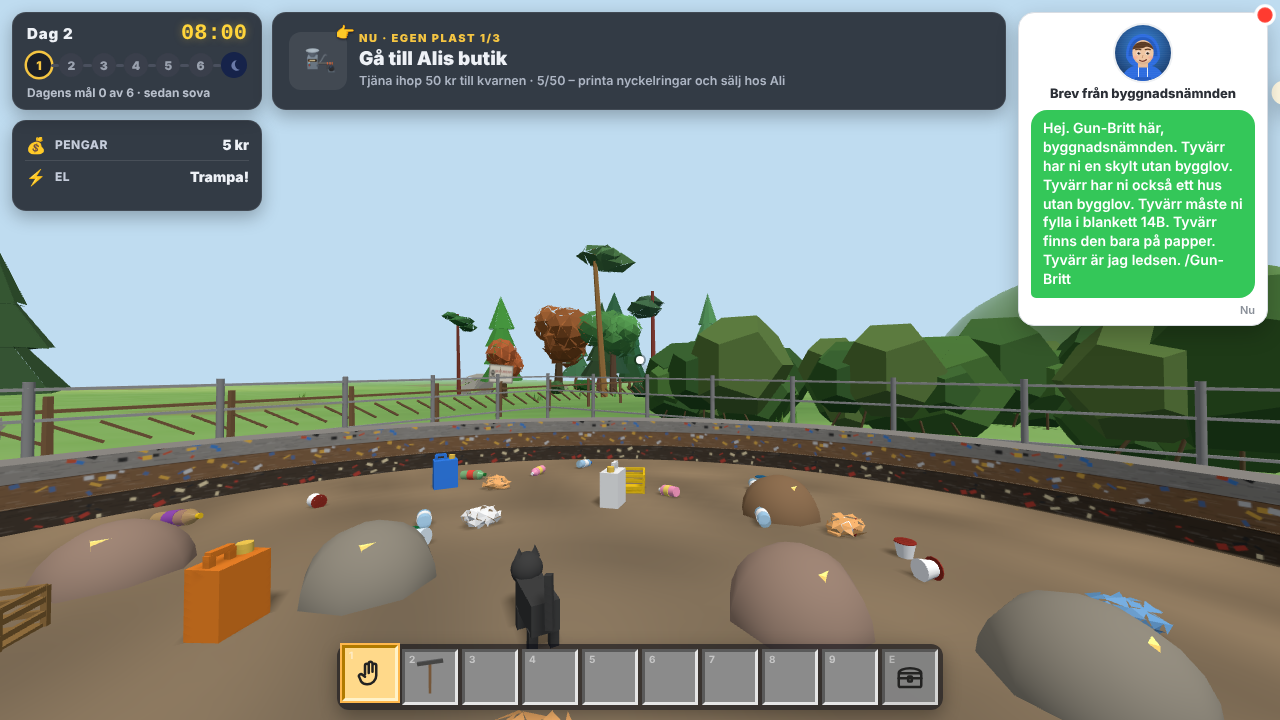 Dag 2
08:00
1 2 3 4 5 6
Dagens mål 0 av 6 · sedan sova
PENGAR
5 kr
EL
Trampa!
NU · EGEN PLAST 1/3
Gå till Alis butik
Tjäna ihop 50 kr till kvarnen · 5/50 – printa nyckelringar och sälj hos Ali
Brev från byggnadsnämnden
Hej. Gun-Britt här,
byggnadsnämnden. Tyvärr
har ni en skylt utan bygglov.
Tyvärr har ni också ett hus
utan bygglov. Tyvärr måste ni
fylla i blankett 14B. Tyvärr
finns den bara på papper.
Tyvärr är jag ledsen. /Gun-
Britt
Nu
2 3 4 5 6 7 8 9 E